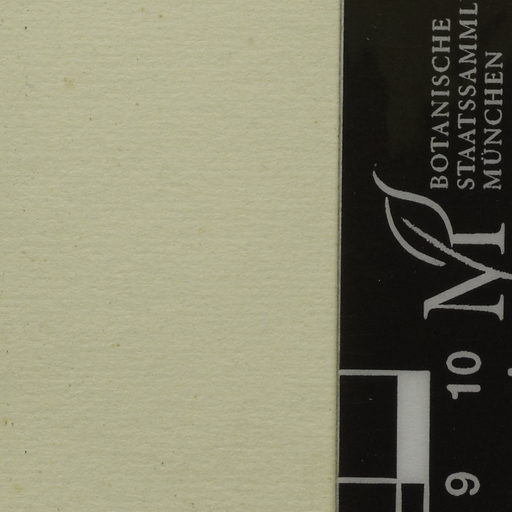 BOTANISCHE
STAATSSAMML
MÜNCHEN
M
10
9